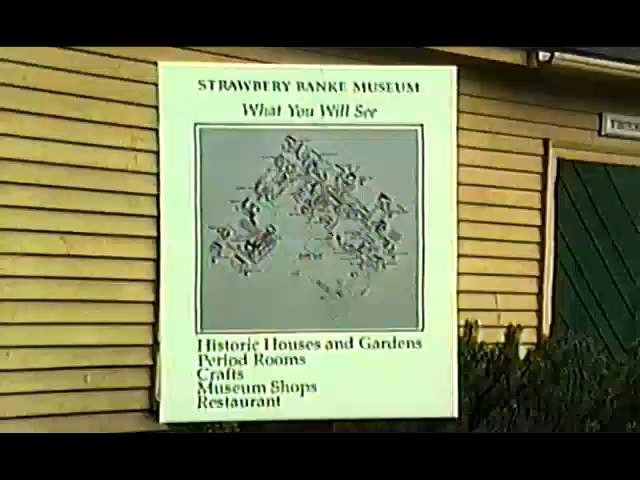 STRAWBERY BANKE MUSEUM
What You Will See
Historic Houses and Gardens
Period Rooms
Crafts
Museum Shops
Restaurant